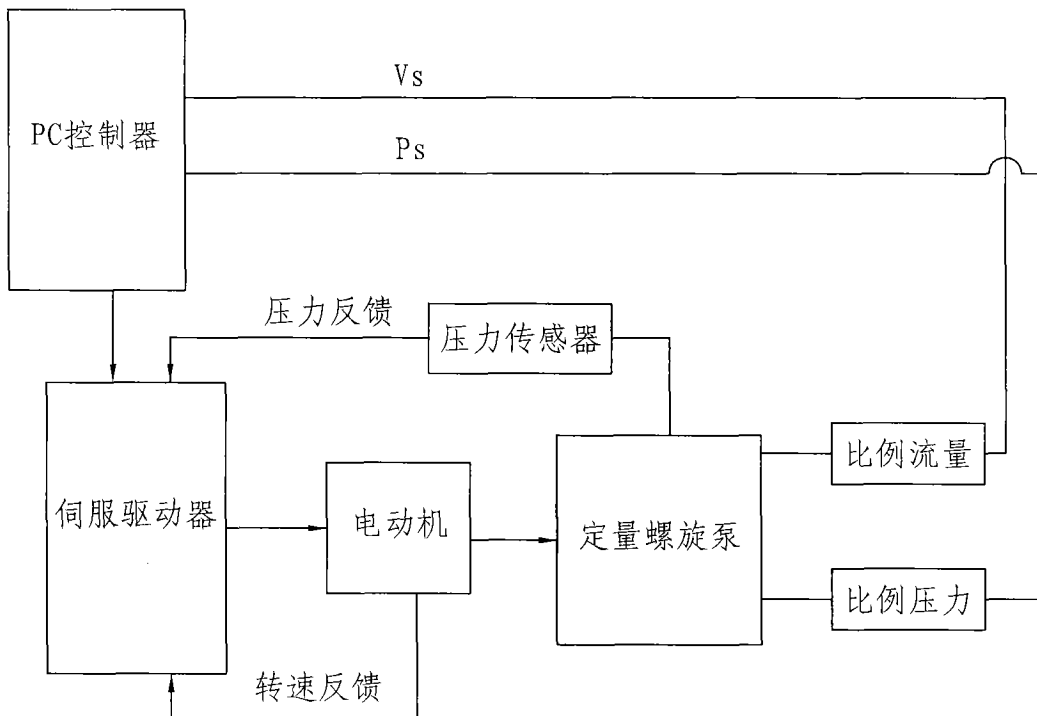 Vs
PC控制器
Ps
压力反馈
压力传感器
比例流量
伺服驱动器
电动机
定量螺旋泵
比例压力
转速反馈